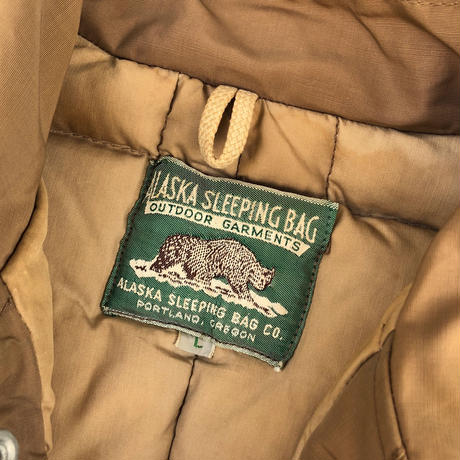 ALASKA SLEEPING BAG
OUTDOOR GARMENTS
ALASKA SLEEPING BAG CO.
PORTLAND, OREGON
L